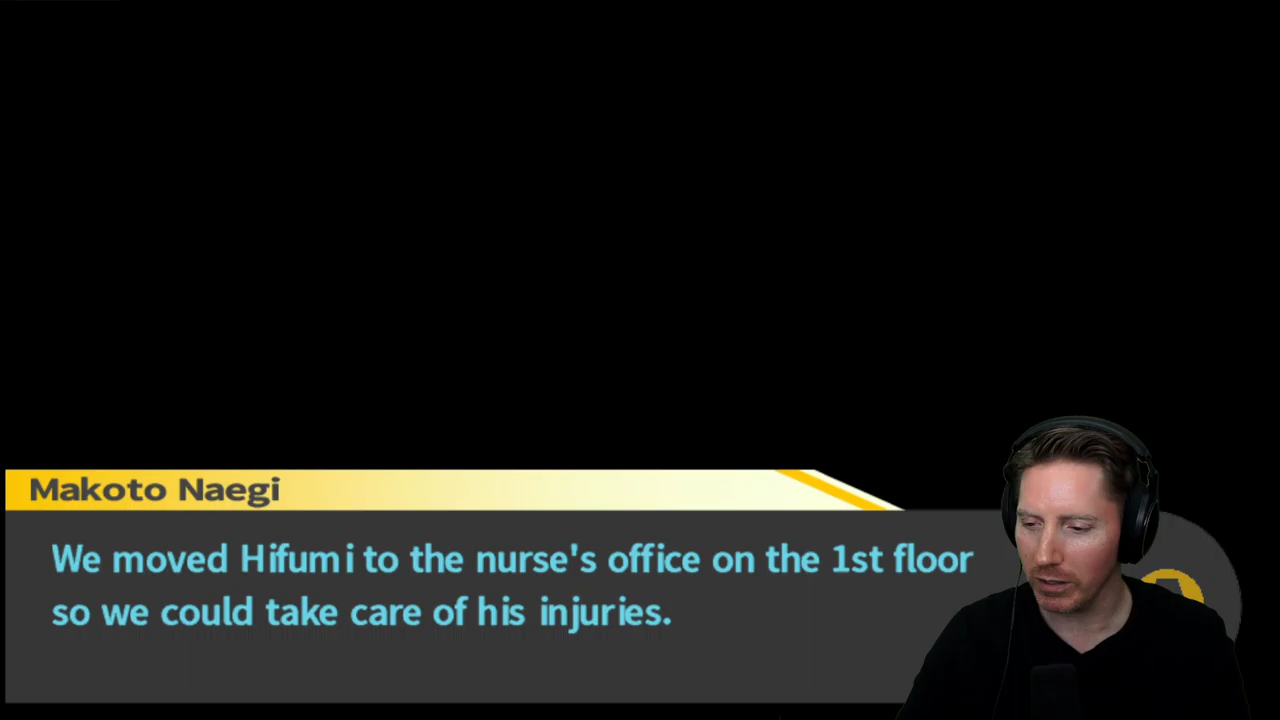 Makoto Naegi
We moved Hifumi to the nurse's office on the 1st floor
so we could take care of his injuries.